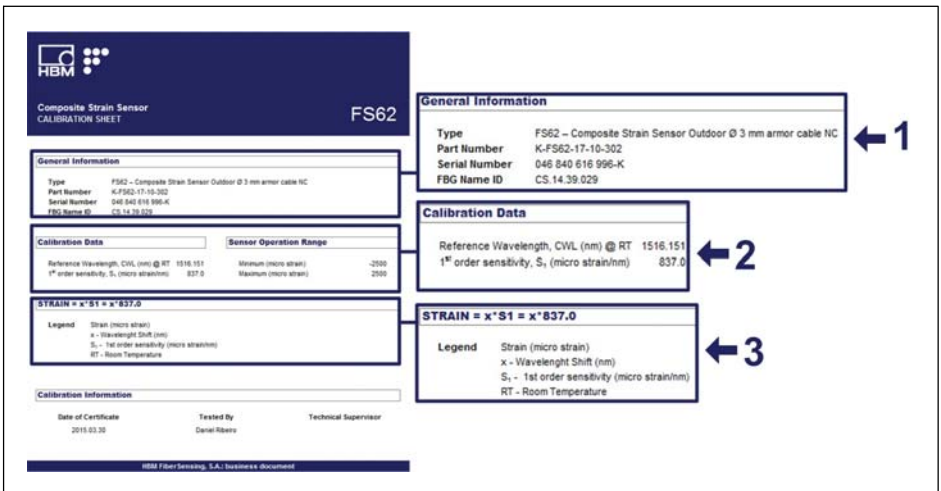 HBM
Composite Strain Sensor
CALIBRATION SHEET
FS62
General Information
Type FS62 – Composite Strain Sensor Outdoor Ø 3 mm armor cable NC
Part Number K-FS62-17-10-302
Serial Number 046 840 616 996-K
FBG Name ID CS.14.39.029
Calibration Data Sensor Operation Range
Reference Wavelength, CWL (nm) @ RT 1516.151 Minimum (micro strain) -2500
1st order sensitivity, S₁ (micro strain/nm) 837.0 Maximum (micro strain) 2500
STRAIN = x*S1 = x*837.0
Legend Strain (micro strain)
x - Wavelenght Shift (nm)
S₁ - 1st order sensitivity (micro strain/nm)
RT - Room Temperature
Calibration Information
Date of Certificate Tested By Technical Supervisor
2015.03.30 Daniel Ribeiro
HBM FiberSensing, S.A.: business document
General Information
Type FS62 – Composite Strain Sensor Outdoor Ø 3 mm armor cable NC
Part Number K-FS62-17-10-302
Serial Number 046 840 616 996-K
FBG Name ID CS.14.39.029
1
Calibration Data
Reference Wavelength, CWL (nm) @ RT 1516.151
1st order sensitivity, S₁ (micro strain/nm) 837.0
2
STRAIN = x*S1 = x*837.0
Legend Strain (micro strain)
x - Wavelenght Shift (nm)
S₁ - 1st order sensitivity (micro strain/nm)
RT - Room Temperature
3